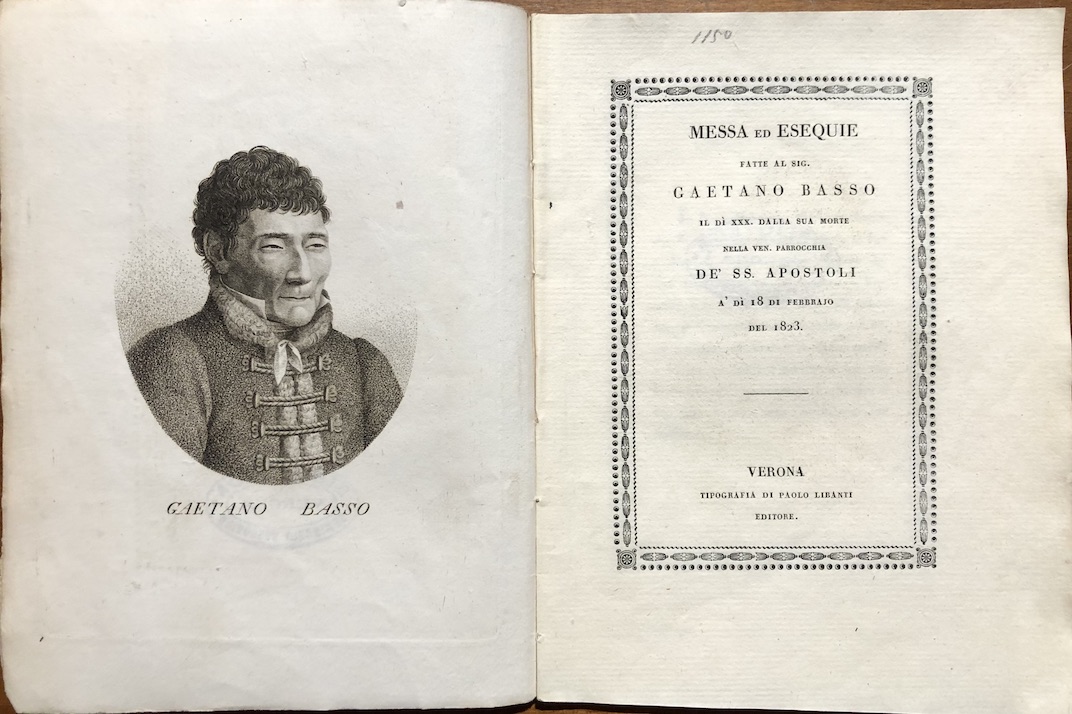 GAETANO BASSO
1150
MESSA ED ESEQUIE
FATTE AL SIG.
GAETANO BASSO
IL DÌ XXX. DALLA SUA MORTE
NELLA VEN. PARROCCHIA
DE' SS. APOSTOLI
A' DÌ 18 DI FEBBRAJO
DEL 1823.
VERONA
TIPOGRAFIA DI PAOLO LIBANTI
EDITORE.